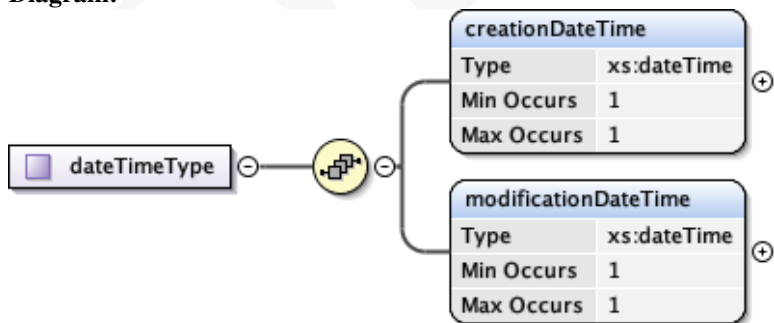 Diagram:
creationDateTime
Type xs:dateTime
Min Occurs 1
Max Occurs 1
dateTimeType
modificationDateTime
Type xs:dateTime
Min Occurs 1
Max Occurs 1